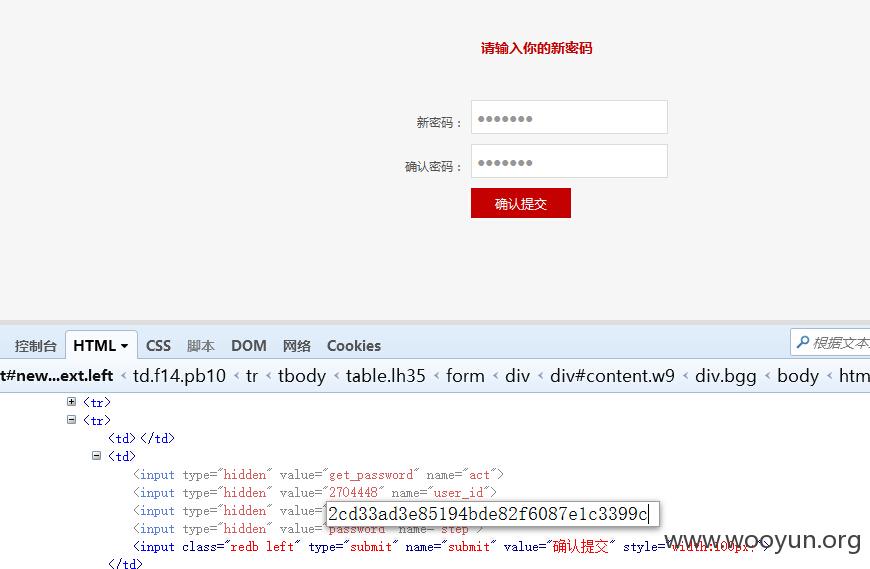 请输入你的新密码
新密码：
确认密码：
确认提交
控制台 HTML CSS 脚本 DOM 网络 Cookies 根据文本
t#new...ext.left < td.f14.pb10 < tr < tbody < table.lh35 < form < div < div#content.w9 < div.bgg < body < htm
<tr>
<tr>
<td></td>
<td>
<input type="hidden" value="get_password" name="act">
<input type="hidden" value="2704448" name="user_id">
<input type="hidden" value="2cd33ad3e85194bde82f6087e1c3399c
<input type="hidden" value="password" name="step">
<input class="redb left" type="submit" name="submit" value="确认提交" style="width:100px;">
</td>
www.wooyun.org